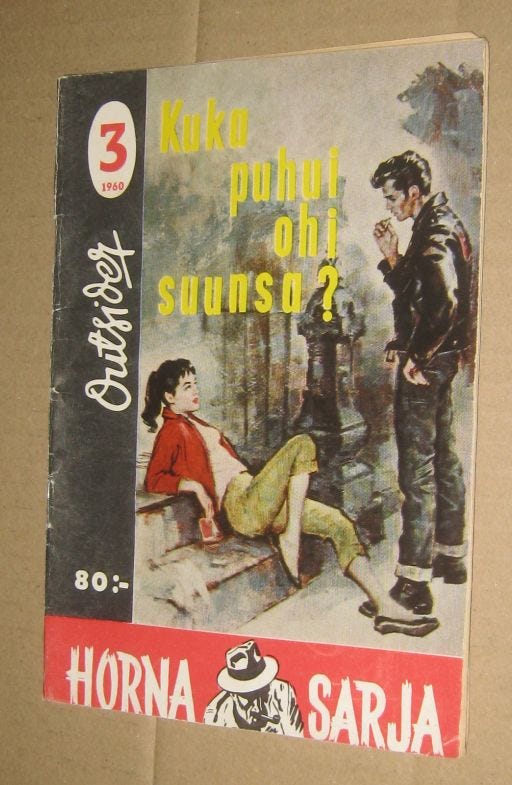 3
1960
Kuka
puhui
ohi
suunsa?
Outsider
80:-
HORNA SARJA